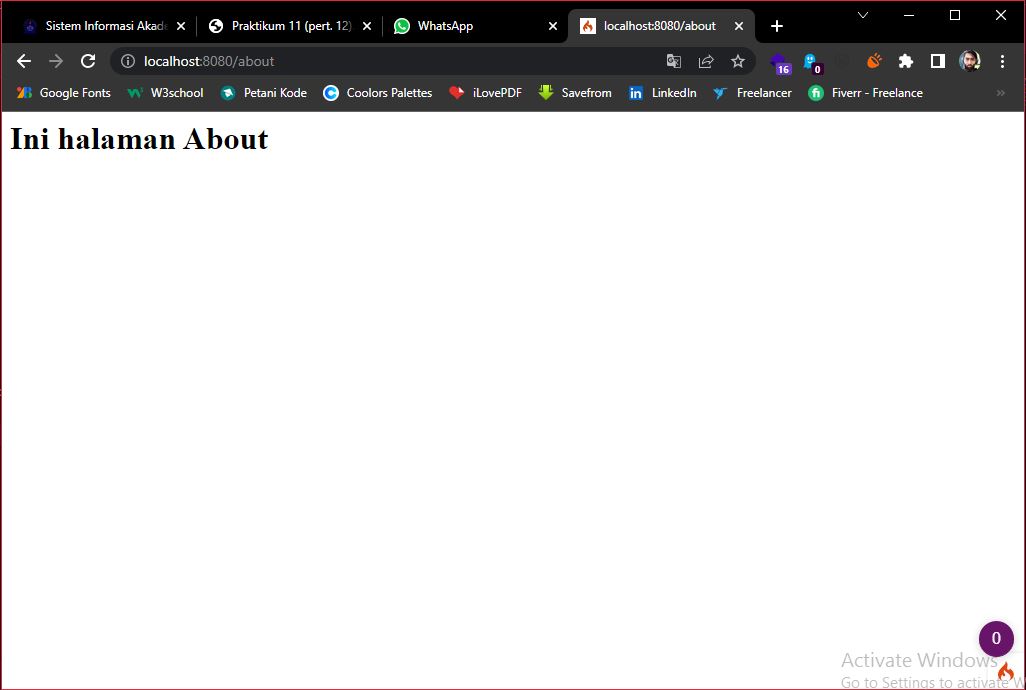 Sistem Informasi Akade
Praktikum 11 (pert. 12)
WhatsApp
localhost:8080/about
localhost:8080/about
16
0
Google Fonts
W3school
Petani Kode
Coolors Palettes
iLovePDF
Savefrom
LinkedIn
Freelancer
Fiverr - Freelance
Ini halaman About
0
Activate Windows
Go to Settings to activate W